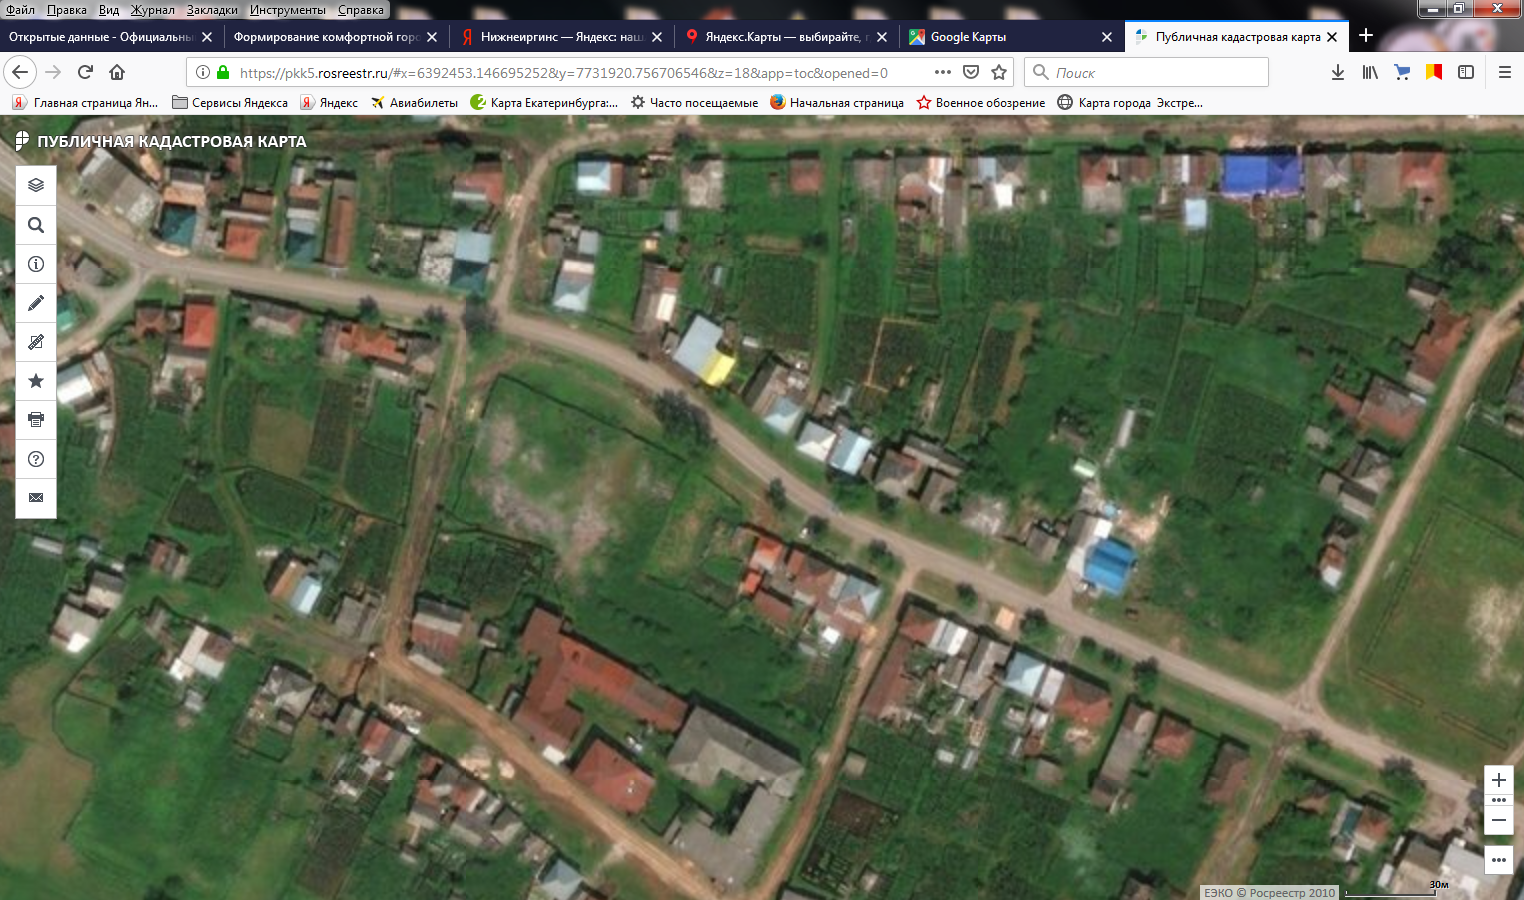 Файл Правка Вид Журнал Закладки Инструменты Справка
Открытые данные - Официальны
Формирование комфортной горо
Нижнеиргинс — Яндекс: наш
Яндекс.Карты — выбирайте,
Google Карты
Публичная кадастровая карта
https://pkk5.rosreestr.ru/#x=6392453.146695252&y=7731920.756706546&z=18&app=toc&opened=0
Поиск
Главная страница Ян...
Сервисы Яндекса
Яндекс
Авиабилеты
Карта Екатеринбурга:...
Часто посещаемые
Начальная страница
Военное обозрение
Карта города Экстре...
ПУБЛИЧНАЯ КАДАСТРОВАЯ КАРТА
ЕЭКО © Росреестр 2010
30м